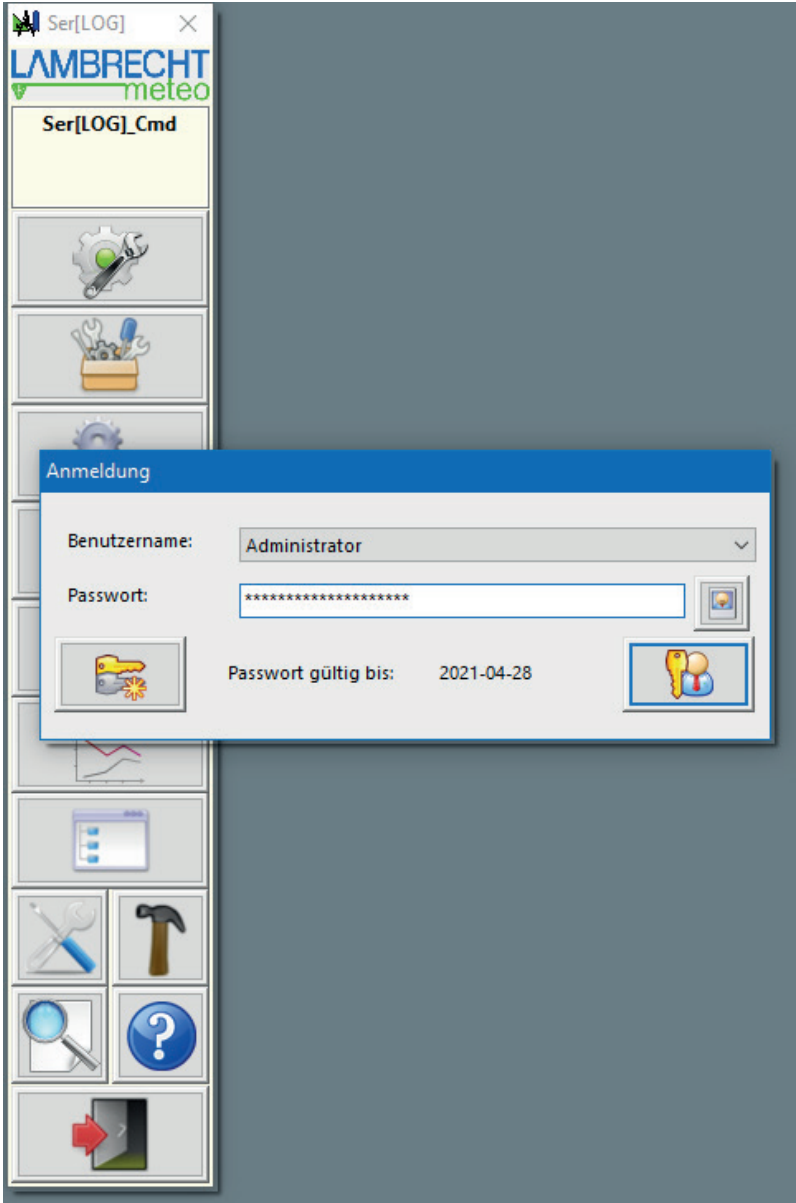 Ser[LOG]
LAMBRECHT
meteo
Ser[LOG]_Cmd
Anmeldung
Benutzername: Administrator
Passwort: ********************
Passwort gültig bis: 2021-04-28
?